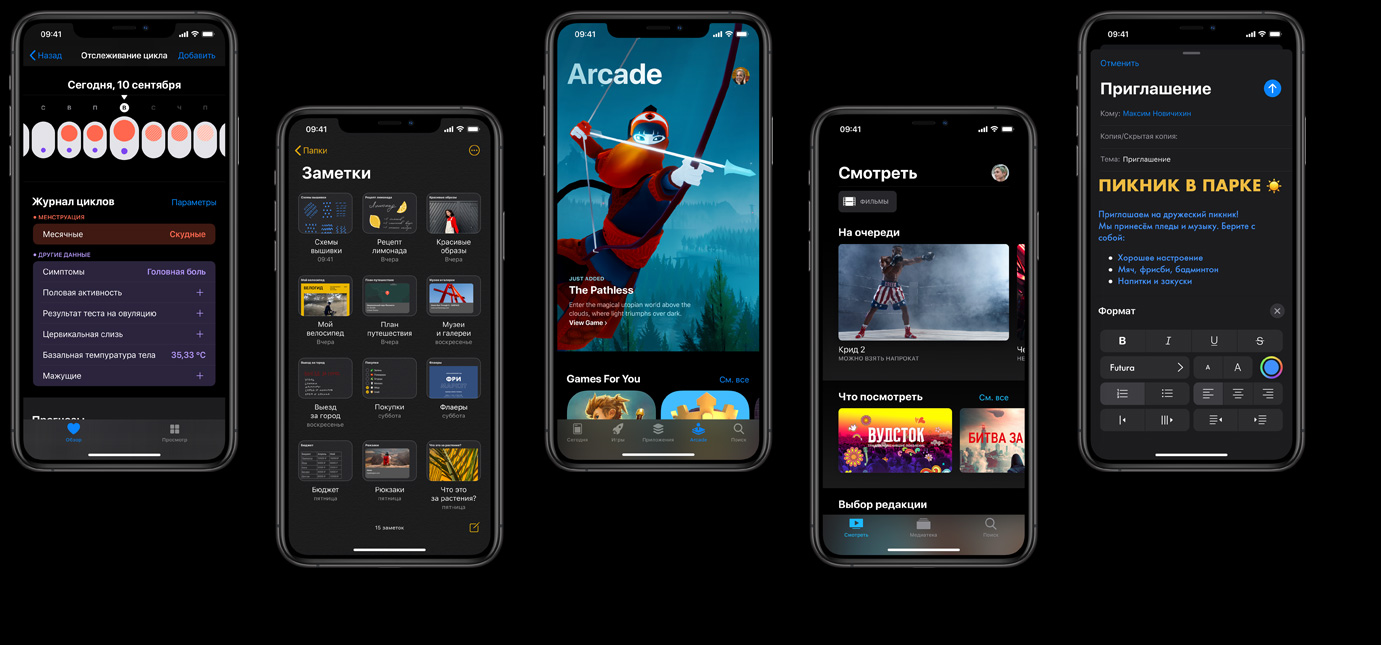 09:41
Назад
Отслеживание цикла
Добавить
Сегодня, 10 сентября
С В П В С Ч П
Журнал циклов
Параметры
МЕНСТРУАЦИЯ
Месячные
Скудные
ДРУГИЕ ДАННЫЕ
Симптомы
Головная боль
Половая активность
Результат теста на овуляцию
Цервикальная слизь
Базальная температура тела
35,33 °C
Мажущие
Прогнозы
Обзор
Просмотр
09:41
Папки
Заметки
Схемы
вышивки
09:41
Рецепт
лимонада
Вчера
Красивые
образы
Вчера
Мой
велосипед
Вчера
План
путешествия
Вчера
Музеи
и галереи
воскресенье
Выезд
за город
воскресенье
Покупки
суббота
ФРИ
Флаеры
суббота
Бюджет
пятница
Рюкзаки
пятница
Что это
за растения?
пятница
15 заметок
09:41
Arcade
JUST ADDED
The Pathless
Enter the magical utopian world above the
clouds, where light triumphs over dark.
View Game
Games For You
См. все
Сегодня
Игры
Приложения
Arcade
Поиск
09:41
Смотреть
ФИЛЬМЫ
На очереди
Крид 2
МОЖНО ВЗЯТЬ НАПРОКАТ
Че
НЕ
Что посмотреть
См. все
ВУДСТОК
БИТВА ЗА
Выбор редакции
Смотреть
Медиатека
Поиск
09:41
Отменить
Приглашение
Кому: Максим Новичихин
Копия/Скрытая копия:
Тема: Приглашение
ПИКНИК В ПАРКЕ
Приглашаем на дружеский пикник!
Мы принесём пледы и музыку. Берите с
собой:
Хорошее ностроение
Мяч, фрисби, бадминтон
Напитки и закуски
Формат
B I U S
Futura
A A